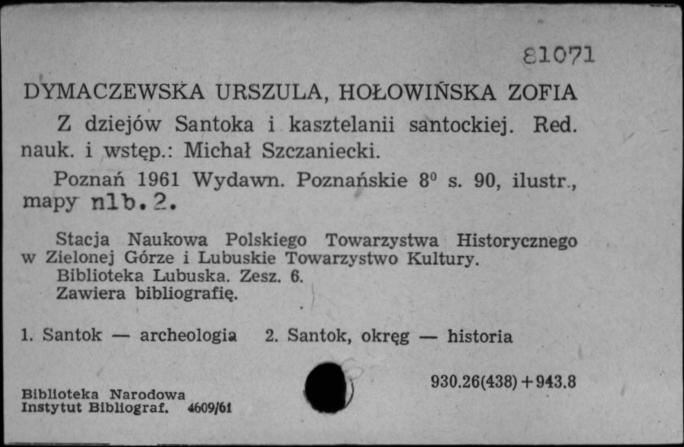 81071
DYMACZEWSKA URSZULA, HOŁOWIŃSKA ZOFIA
Z dziejów Santoka i kasztelanii santockiej. Red.
nauk. i wstęp.: Michał Szczaniecki.
Poznań 1961 Wydawn. Poznańskie 8⁰ s. 90, ilustr.,
mapy nlb. 2.
Stacja Naukowa Polskiego Towarzystwa Historycznego
w Zielonej Górze i Lubuskie Towarzystwo Kultury.
Biblioteka Lubuska. Zesz. 6.
Zawiera bibliografię.
1. Santok — archeologia 2. Santok, okręg — historia
930.26(438)+943.8
Biblioteka Narodowa
Instytut Bibliograf. 4609/61